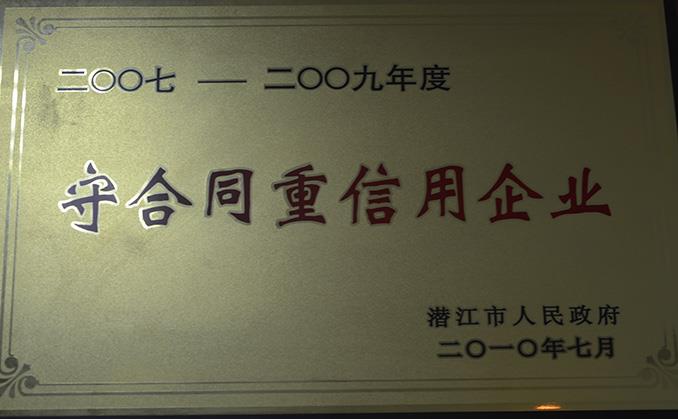 二〇〇七 — 二〇〇九年度
守合同重信用企业
潜江市人民政府
二〇一〇年七月